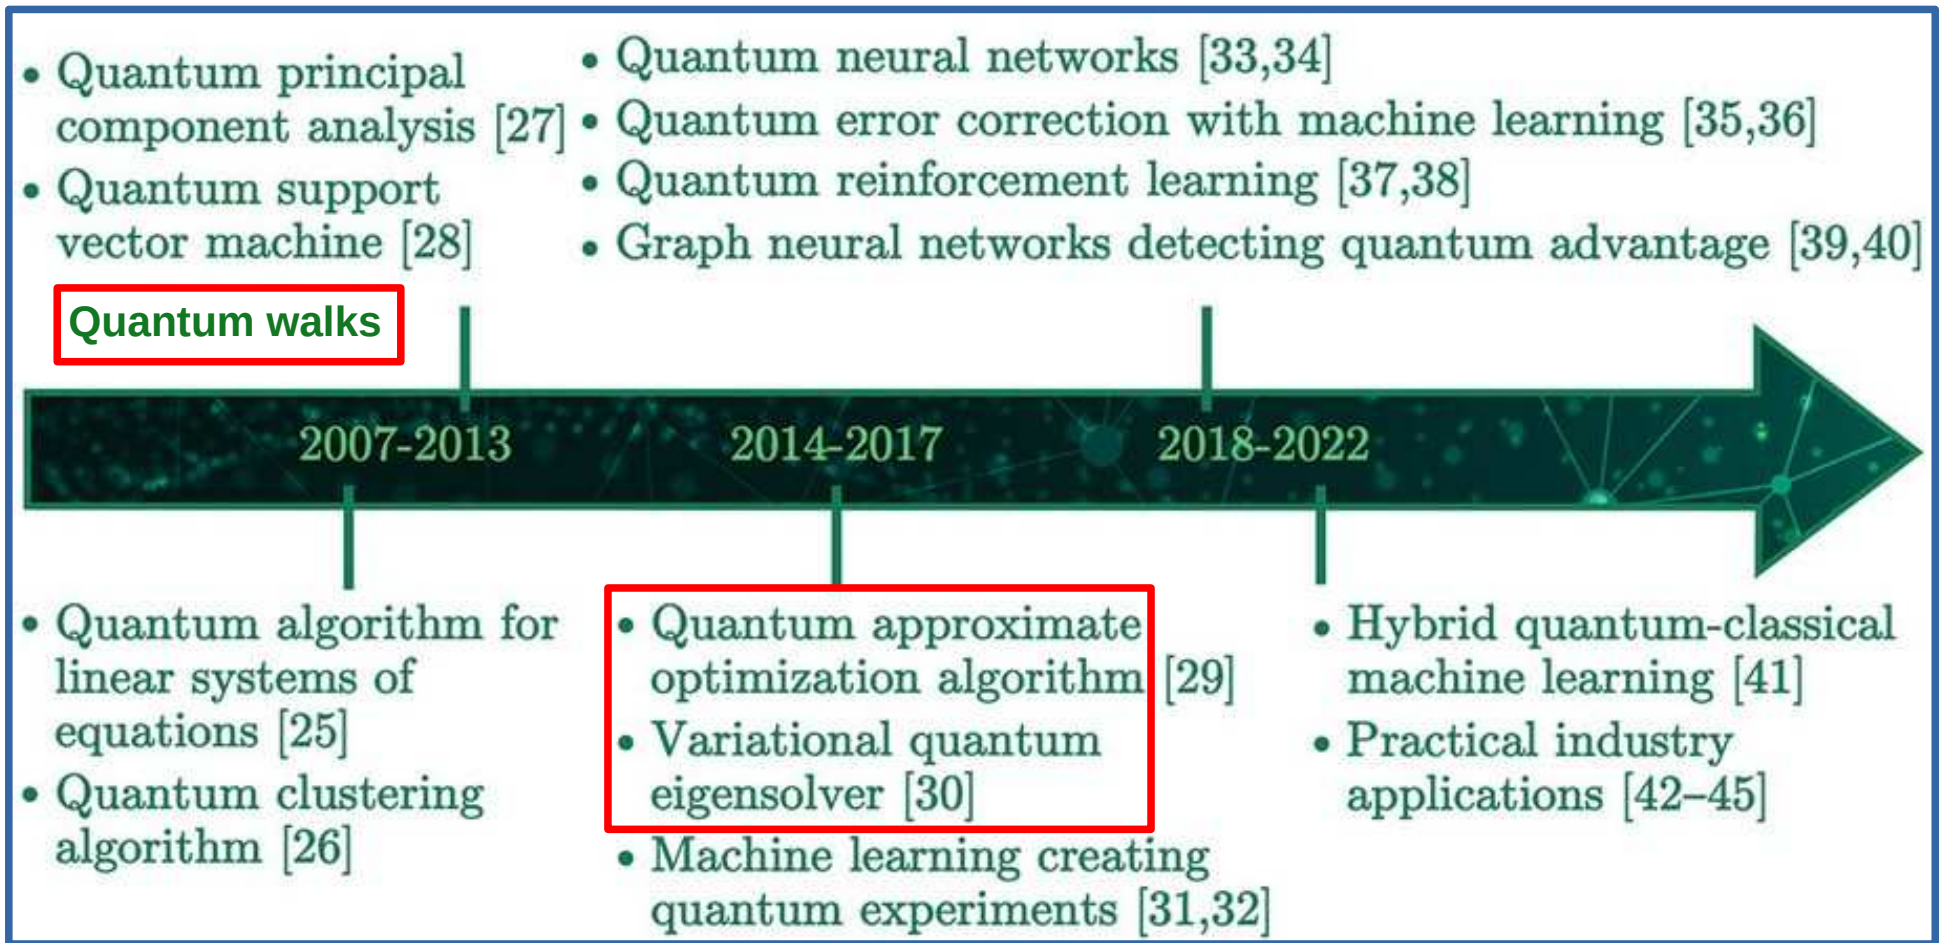 • Quantum principal
component analysis [27]
• Quantum support
vector machine [28]
Quantum walks
• Quantum neural networks [33,34]
• Quantum error correction with machine learning [35,36]
• Quantum reinforcement learning [37,38]
• Graph neural networks detecting quantum advantage [39,40]
2007-2013
2014-2017
2018-2022
• Quantum algorithm for
linear systems of
equations [25]
• Quantum clustering
algorithm [26]
• Quantum approximate
optimization algorithm [29]
• Variational quantum
eigensolver [30]
• Machine learning creating
quantum experiments [31,32]
• Hybrid quantum-classical
machine learning [41]
• Practical industry
applications [42–45]